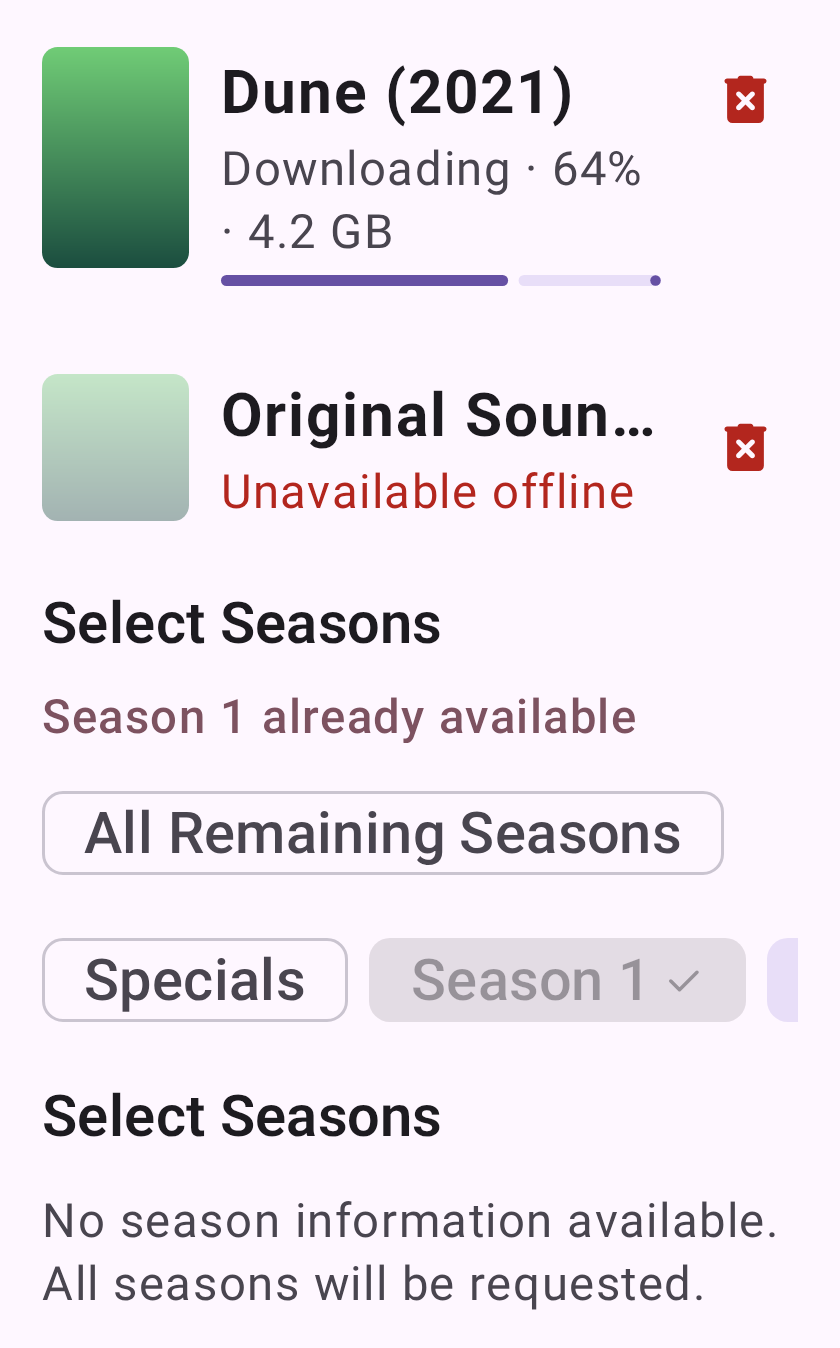 Dune (2021)
Downloading · 64%
· 4.2 GB
Original Soun…
Unavailable offline
Select Seasons
Season 1 already available
All Remaining Seasons
Specials
Season 1 ✓
Select Seasons
No season information available.
All seasons will be requested.